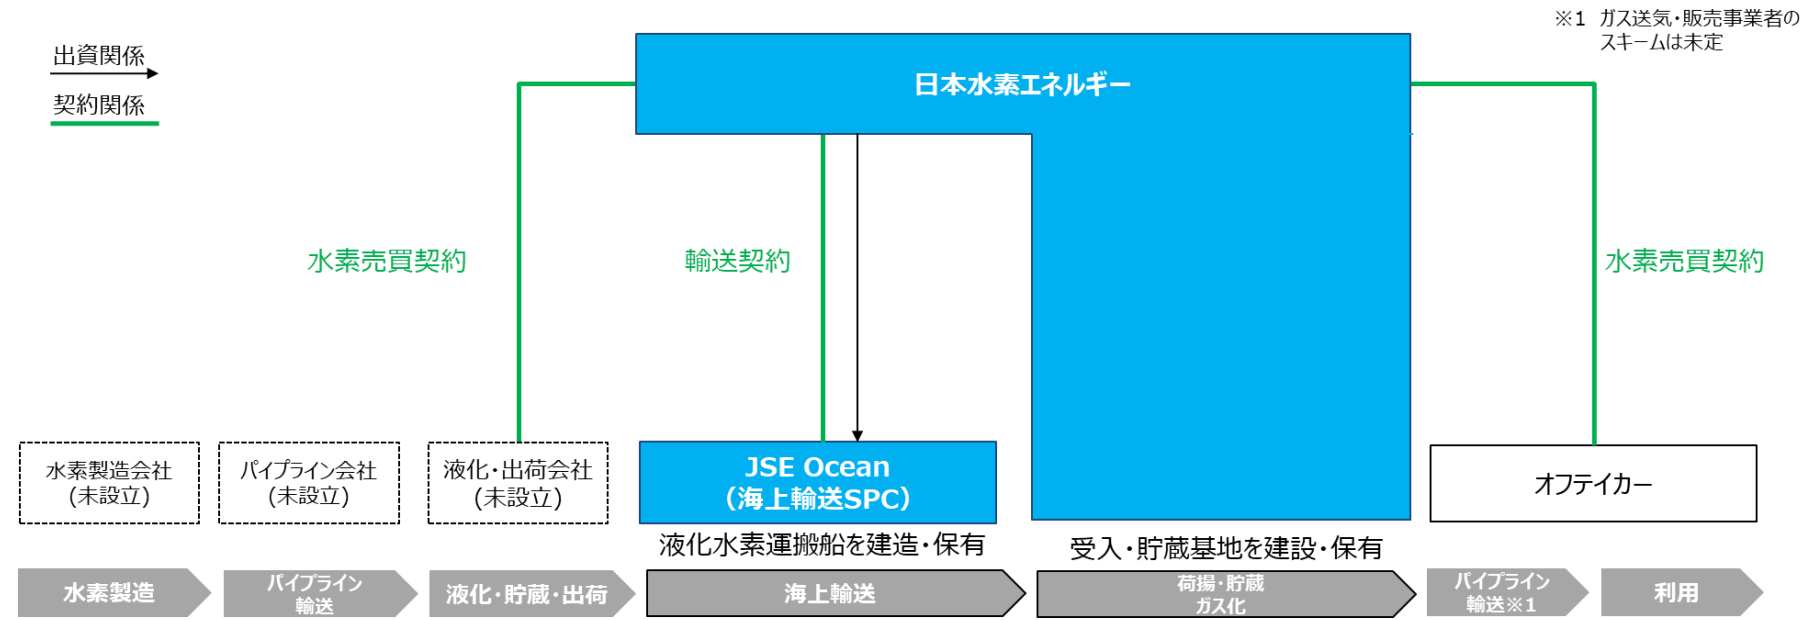 ※1 ガス送気・販売事業者の
スキームは未定
出資関係
契約関係
日本水素エネルギー
水素売買契約
輸送契約
水素売買契約
水素製造会社
(未設立)
パイプライン会社
(未設立)
液化・出荷会社
(未設立)
JSE Ocean
(海上輸送SPC)
オフテイカー
液化水素運搬船を建造・保有
受入・貯蔵基地を建設・保有
水素製造
パイプライン
輸送
液化・貯蔵・出荷
海上輸送
荷揚・貯蔵
ガス化
パイプライン
輸送※1
利用